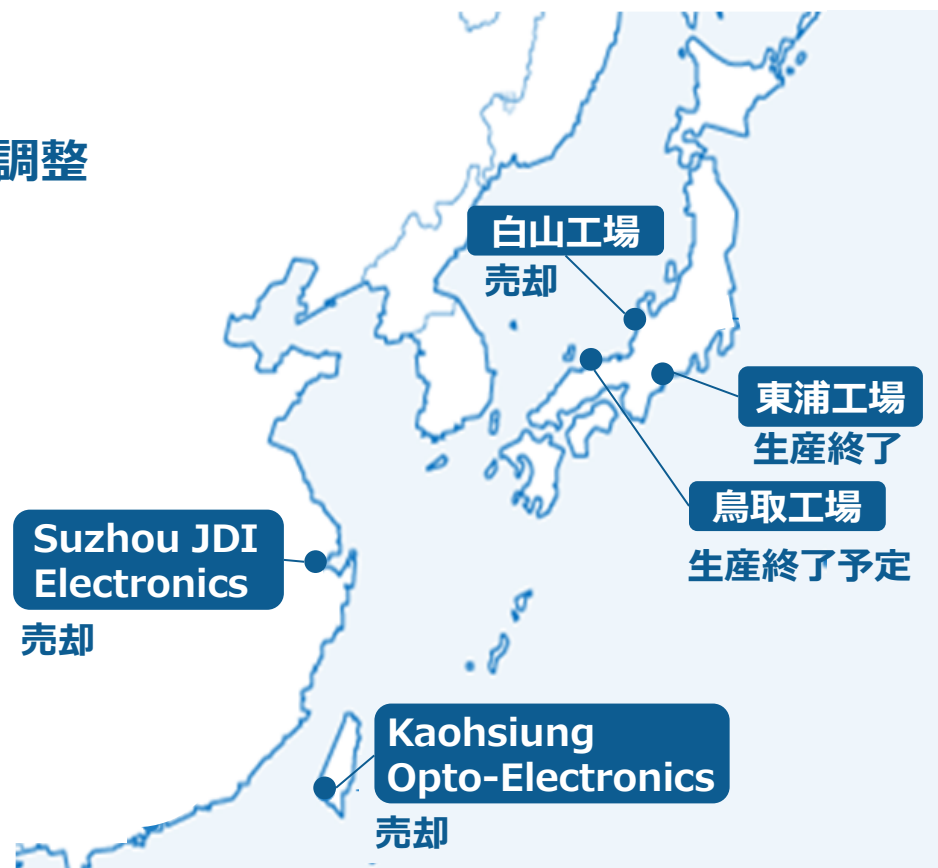 調整
白山工場
売却
東浦工場
生産終了
鳥取工場
生産終了予定
Suzhou JDI
Electronics
売却
Kaohsiung
Opto-Electronics
売却